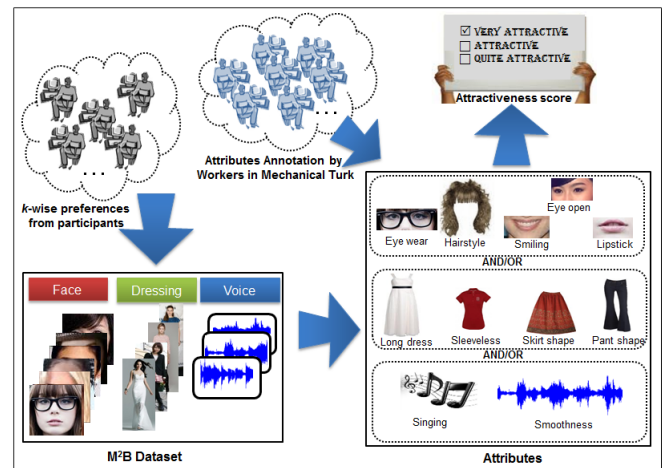 VERY ATTRACTIVE
ATTRACTIVE
QUITE ATTRACTIVE
Attractiveness score
...
Attributes Annotation by
Workers in Mechanical Turk
...
k-wise preferences
from participants
Eye open
Eye wear
Hairstyle
Smiling
Lipstick
AND/OR
Face
Dressing
Voice
Long dress
Sleeveless
Skirt shape
Pant shape
AND/OR
Singing
Smoothness
M²B Dataset
Attributes